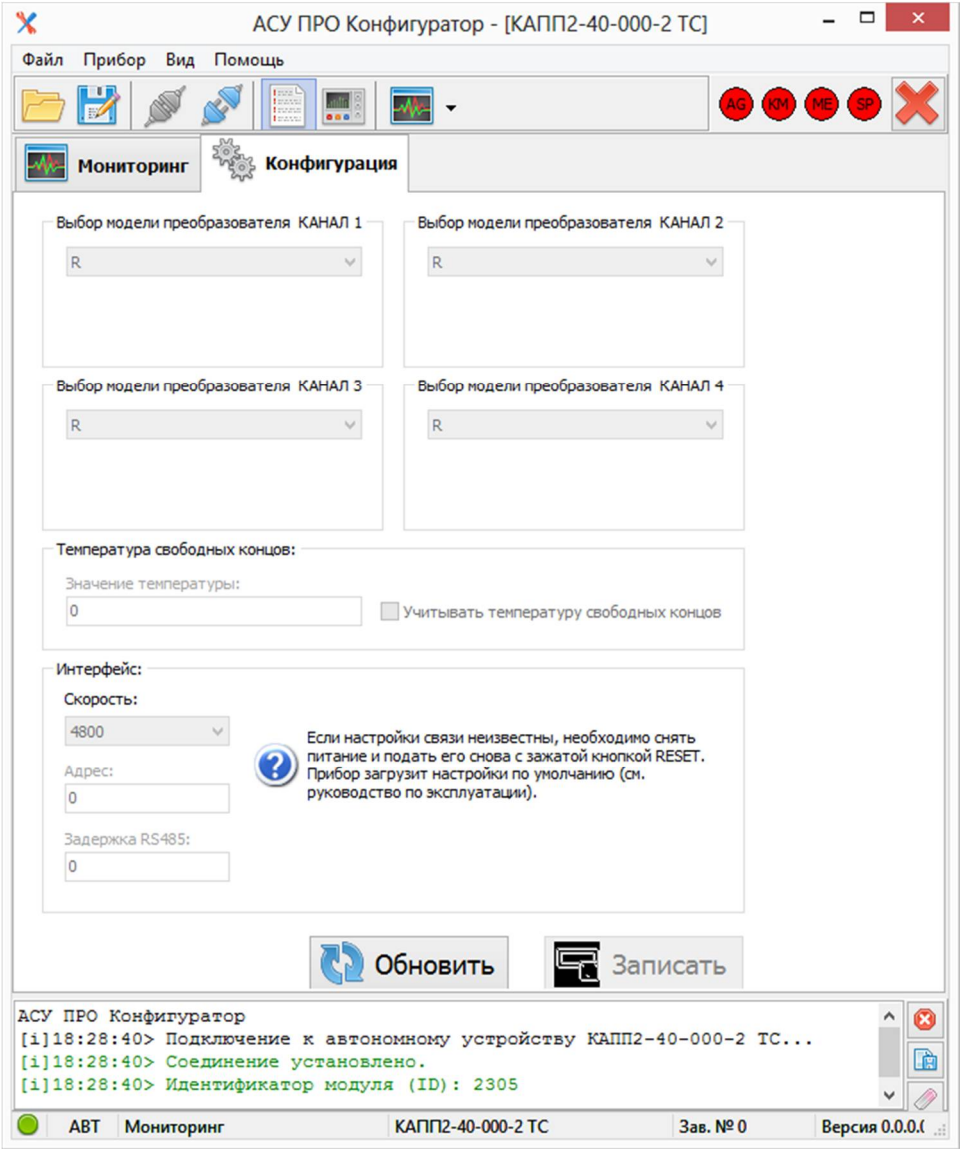 АСУ ПРО Конфигуратор - [КАПП2-40-000-2 ТС]
Файл Прибор Вид Помощь
AG KM ME SP
Мониторинг Конфигурация
Выбор модели преобразователя КАНАЛ 1 Выбор модели преобразователя КАНАЛ 2
R R
Выбор модели преобразователя КАНАЛ 3 Выбор модели преобразователя КАНАЛ 4
R R
Температура свободных концов:
Значение температуры:
0 Учитывать температуру свободных концов
Интерфейс:
Скорость:
4800
Адрес:
0
Задержка RS485:
0
Если настройки связи неизвестны, необходимо снять
питание и подать его снова с зажатой кнопкой RESET.
Прибор загрузит настройки по умолчанию (см.
руководство по эксплуатации).
Обновить Записать
АСУ ПРО Конфигуратор
[i]18:28:40> Подключение к автономному устройству КАПП2-40-000-2 ТС...
[i]18:28:40> Соединение установлено.
[i]18:28:40> Идентификатор модуля (ID): 2305
АВТ Мониторинг КАПП2-40-000-2 ТС Зав. № 0 Версия 0.0.0.(